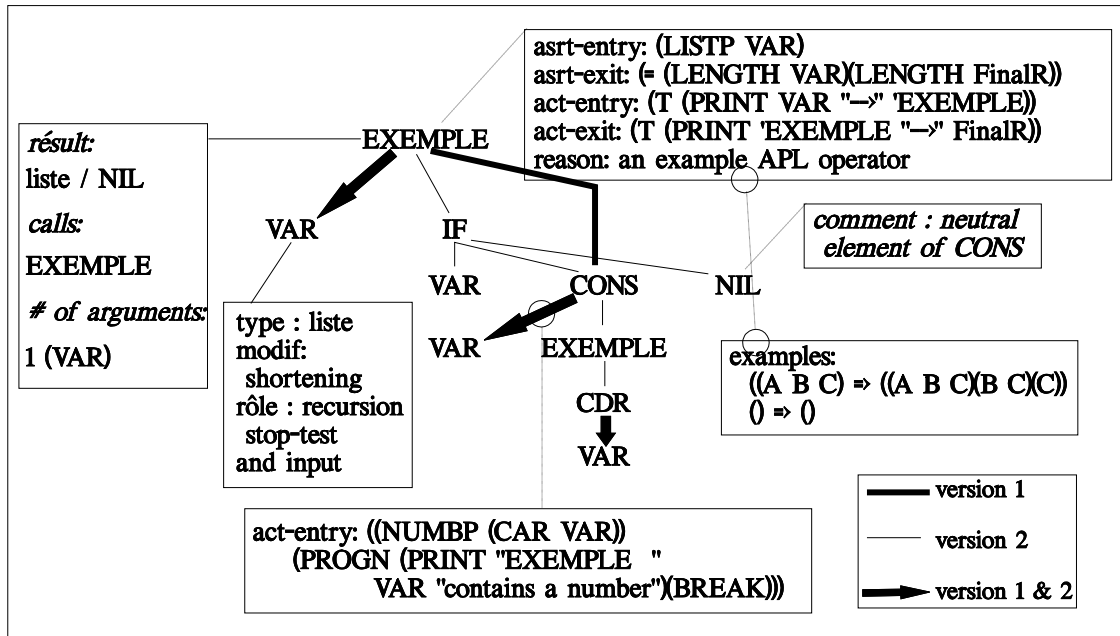 asrt-entry: (LISTP VAR)
asrt-exit: (= (LENGTH VAR)(LENGTH FinalR))
act-entry: (T (PRINT VAR "-->" 'EXEMPLE))
act-exit: (T (PRINT 'EXEMPLE "-->" FinalR))
reason: an example APL operator
résult:
liste / NIL
calls:
EXEMPLE
# of arguments:
1 (VAR)
EXEMPLE
VAR
IF
VAR
CONS
NIL
comment : neutral
element of CONS
VAR
EXEMPLE
CDR
VAR
type : liste
modif:
shortening
rôle : recursion
stop-test
and input
examples:
((A B C) => ((A B C)(B C)(C))
() => ()
act-entry: ((NUMBP (CAR VAR))
(PROGN (PRINT "EXEMPLE "
VAR "contains a number")(BREAK)))
version 1
version 2
version 1 & 2